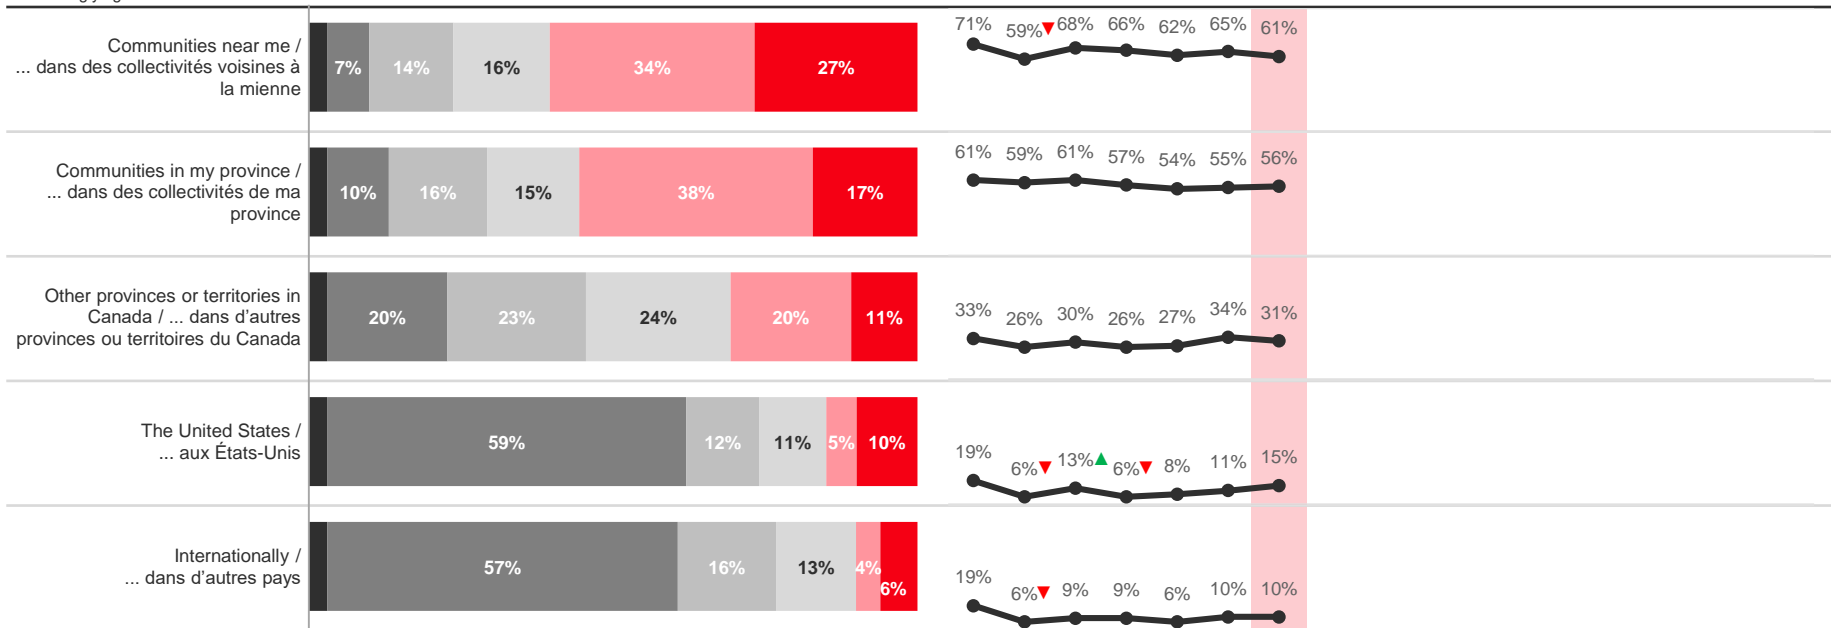 Communities near me /
... dans des collectivités voisines à
la mienne
7% 14% 16% 34% 27%
71% 59% 68% 66% 62% 65% 61%
Communities in my province /
... dans des collectivités de ma
province
10% 16% 15% 38% 17%
61% 59% 61% 57% 54% 55% 56%
Other provinces or territories in
Canada / ... dans d'autres
provinces ou territoires du Canada
20% 23% 24% 20% 11%
33% 26% 30% 26% 27% 34% 31%
The United States /
... aux États-Unis
59% 12% 11% 5% 10%
19% 6% 13% 6% 8% 11% 15%
Internationally /
... dans d'autres pays
57% 16% 13% 4% 6%
19% 6% 9% 9% 6% 10% 10%